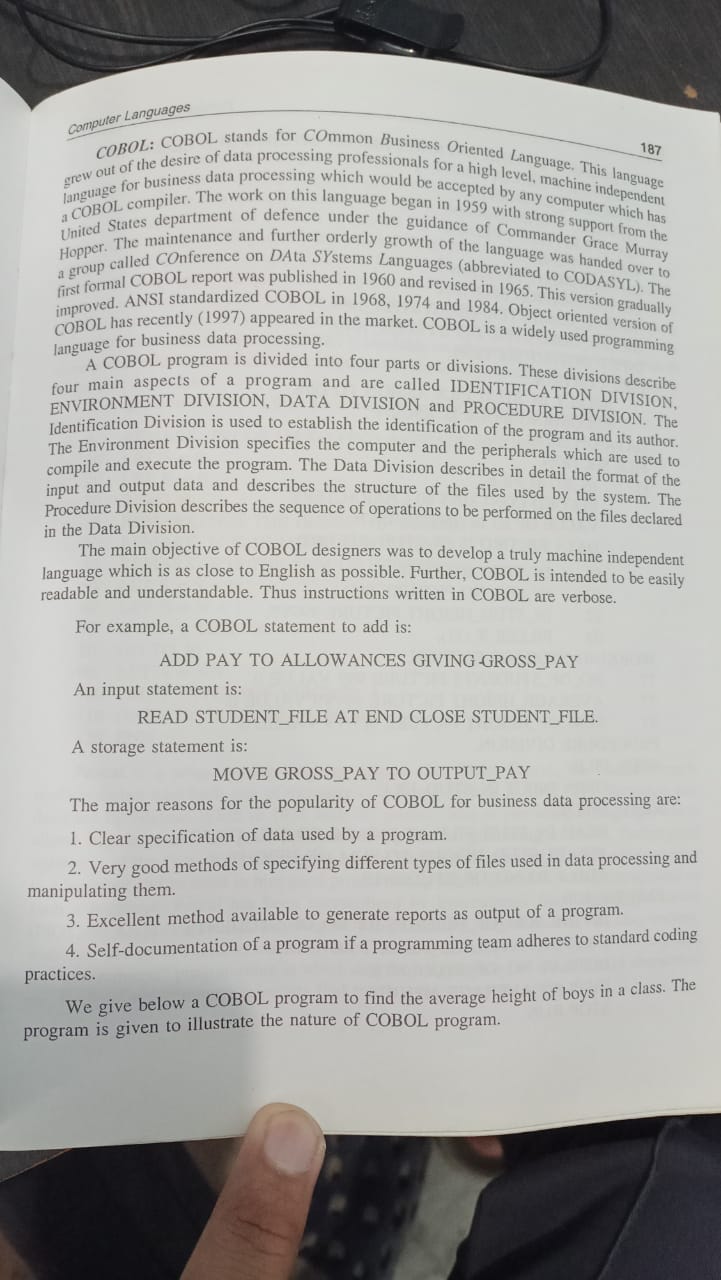 Computer Languages
187
COBOL: COBOL stands for COmmon Business Oriented Language. This language
grew out of the desire of data processing professionals for a high level, machine independent
language for business data processing which would be accepted by any computer which has
a COBOL compiler. The work on this language began in 1959 with strong support from the
United States department of defence under the guidance of Commander Grace Murray
Hopper. The maintenance and further orderly growth of the language was handed over to
a group called COnference on DAta SYstems Languages (abbreviated to CODASYL). The
first formal COBOL report was published in 1960 and revised in 1965. This version gradually
improved. ANSI standardized COBOL in 1968, 1974 and 1984. Object oriented version of
COBOL has recently (1997) appeared in the market. COBOL is a widely used programming
language for business data processing.
A COBOL program is divided into four parts or divisions. These divisions describe
four main aspects of a program and are called IDENTIFICATION DIVISION,
ENVIRONMENT DIVISION, DATA DIVISION and PROCEDURE DIVISION. The
Identification Division is used to establish the identification of the program and its author.
The Environment Division specifies the computer and the peripherals which are used to
compile and execute the program. The Data Division describes in detail the format of the
input and output data and describes the structure of the files used by the system. The
Procedure Division describes the sequence of operations to be performed on the files declared
in the Data Division.
The main objective of COBOL designers was to develop a truly machine independent
language which is as close to English as possible. Further, COBOL is intended to be easily
readable and understandable. Thus instructions written in COBOL are verbose.
For example, a COBOL statement to add is:
ADD PAY TO ALLOWANCES GIVING GROSS_PAY
An input statement is:
READ STUDENT_FILE AT END CLOSE STUDENT_FILE.
A storage statement is:
MOVE GROSS_PAY TO OUTPUT_PAY
The major reasons for the popularity of COBOL for business data processing are:
1. Clear specification of data used by a program.
2. Very good methods of specifying different types of files used in data processing and
manipulating them.
3. Excellent method available to generate reports as output of a program.
4. Self-documentation of a program if a programming team adheres to standard coding
practices.
We give below a COBOL program to find the average height of boys in a class. The
program is given to illustrate the nature of COBOL program.